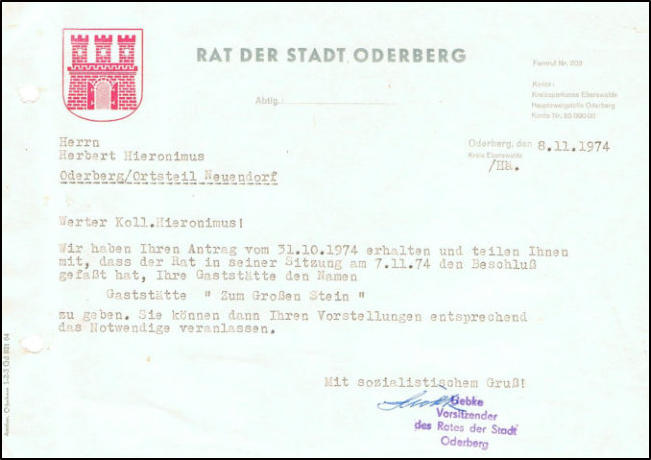 RAT DER STADT ODERBERG
Fernruf Nr. 209
Konto:
Kreissparkasse Eberswalde
Hauptzweigstelle Oderberg
Konto Nr.
Abtlg.:
Herrn
Herbert Hieronimus
Oderberg/Ortsteil Neuendorf
Oderberg, den 8.11.1974
Kreis Eberswalde
/Hä.
Werter Koll.Hieronimus!
Wir haben Ihren Antrag vom 31.10.1974 erhalten und teilen Ihnen
mit, dass der Rat in seiner Sitzung am 7.11.74 den Beschluß
gefaßt hat, Ihre Gaststätte den Namen
Gaststätte " Zum Großen Stein "
zu geben. Sie können dann Ihren Vorstellungen entsprechend
das Notwendige veranlassen.
Mit sozialistischem Gruß!
Gebke
Vorsitzender
des Rates der Stadt
Oderberg